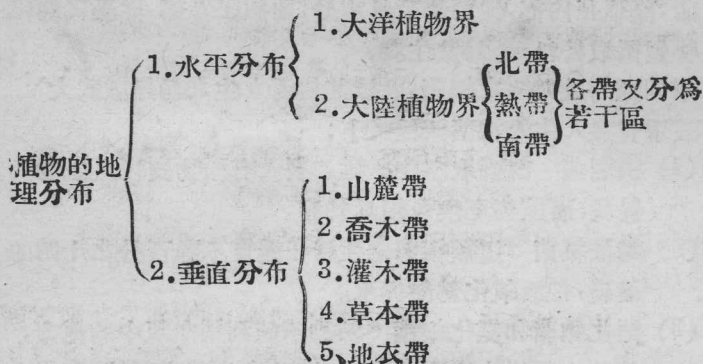 植物的地
理分布
1.水平分布
1.大洋植物界
2.大陸植物界
北帶
熱帶
南帶
各帶又分爲
若干區
2.垂直分布
1.山麓帶
2.喬木帶
3.灌木帶
4.草本帶
5、地衣帶